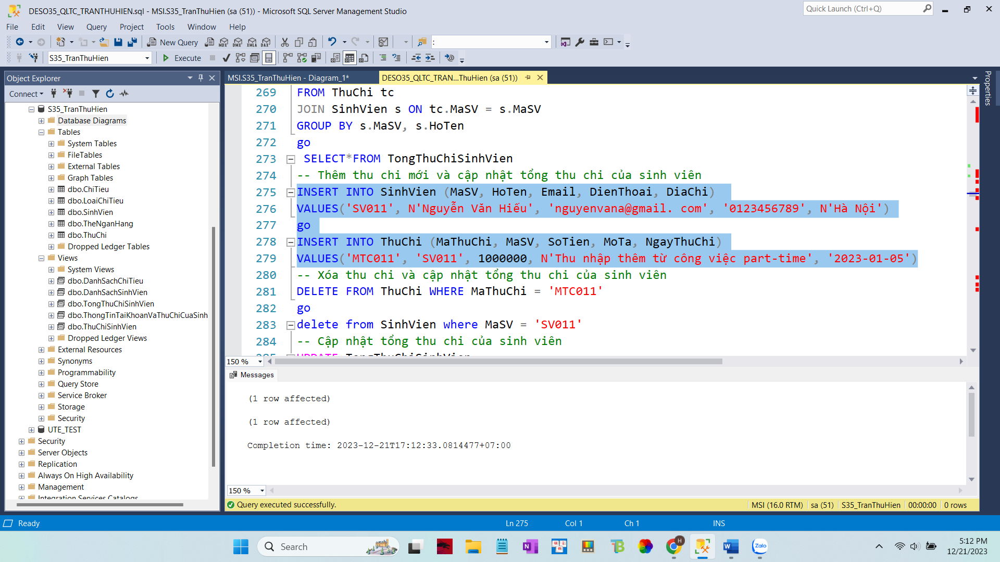 DESO35_QLTC_TRANTHUHIEN.sql - MSI.S35_TranThuHien (sa (51)) - Microsoft SQL Server Management Studio
Quick Launch (Ctrl+Q)
File Edit View Query Project Tools Window Help
New Query
MDX DMX XMLA DAX
:
S35_TranThuHien
Execute
Object Explorer
Connect
S35_TranThuHien
Database Diagrams
Tables
System Tables
FileTables
External Tables
Graph Tables
dbo.ChiTieu
dbo.LoaiChiTieu
dbo.SinhVien
dbo.TheNganHang
dbo.ThuChi
Dropped Ledger Tables
Views
System Views
dbo.DanhSachChiTieu
dbo.DanhSachSinhVien
dbo.TongThuChiSinhVien
dbo.ThongTinTaiKhoanVaThuChiCuaSinh
dbo.ThuChiSinhVien
Dropped Ledger Views
External Resources
Synonyms
Programmability
Query Store
Service Broker
Storage
Security
UTE_TEST
Security
Server Objects
Replication
Always On High Availability
Management
Integration Services Catalogs
MSI.S35_TranThuHien - Diagram_1*
DESO35_QLTC_TRAN...ThuHien (sa (51))
Properties
269 FROM ThuChi tc
270 JOIN SinhVien s ON tc.MaSV = s.MaSV
271 GROUP BY s.MaSV, s.HoTen
272 go
273 SELECT*FROM TongThuChiSinhVien
274 -- Thêm thu chi mới và cập nhật tổng thu chi của sinh viên
275 INSERT INTO SinhVien (MaSV, HoTen, Email, DienThoai, DiaChi)
276 VALUES('SV011', N'Nguyễn Văn Hiếu', 'nguyenvana@gmail. com', '0123456789', N'Hà Nội')
277 go
278 INSERT INTO ThuChi (MaThuChi, MaSV, SoTien, MoTa, NgayThuChi)
279 VALUES('MTC011', 'SV011', 1000000, N'Thu nhập thêm từ công việc part-time', '2023-01-05')
280 -- Xóa thu chi và cập nhật tổng thu chi của sinh viên
281 DELETE FROM ThuChi WHERE MaThuChi = 'MTC011'
282 go
283 delete from SinhVien where MaSV = 'SV011'
284 -- Cập nhật tổng thu chi của sinh viên
285 UPDATE TongThuChiSinhVien
150 %
Messages
(1 row affected)
(1 row affected)
Completion time: 2023-12-21T17:12:33.0814477+07:00
150 %
Query executed successfully.
MSI (16.0 RTM) sa (51) S35_TranThuHien 00:00:00 0 rows
Ready Ln 275 Col 1 Ch 1 INS
Search
Zalo
5:12 PM
12/21/2023